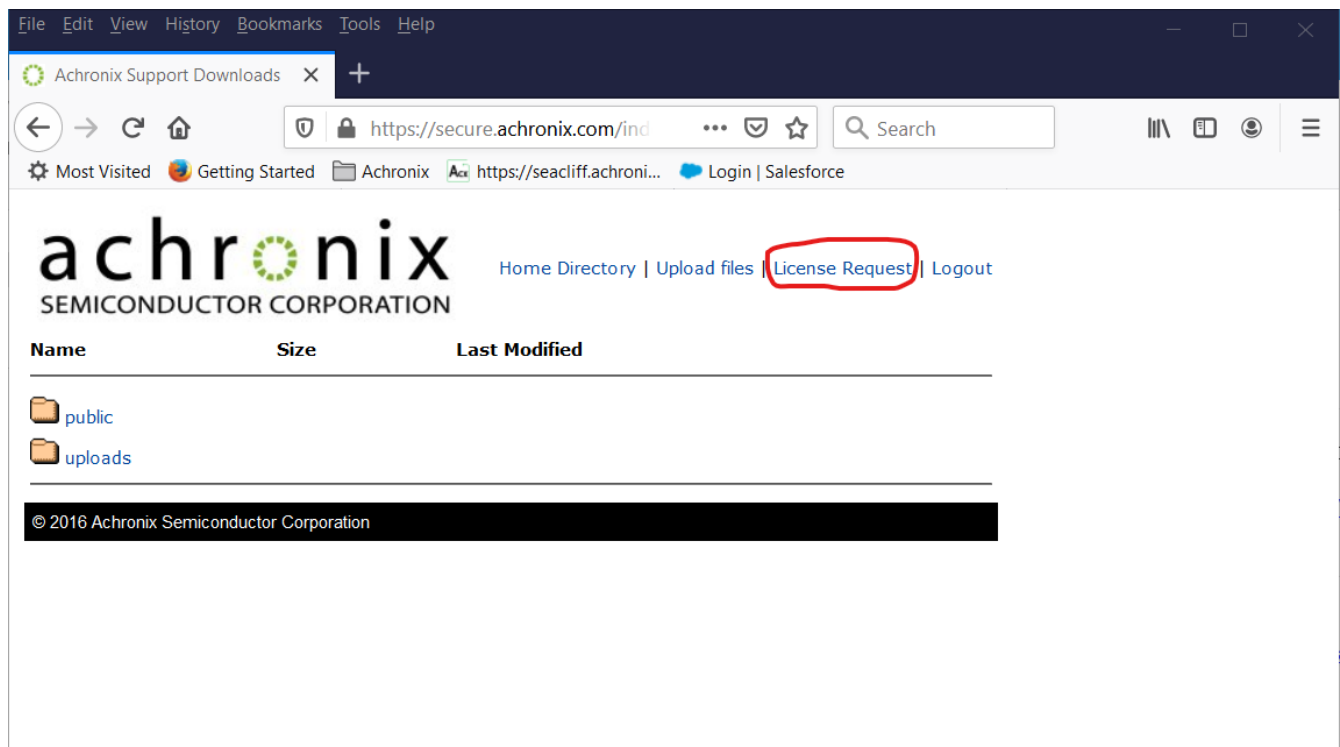 File Edit View History Bookmarks Tools Help
Achronix Support Downloads
https://secure.achronix.com/ind
Search
Most Visited Getting Started Achronix Acx https://seacliff.achroni... Login | Salesforce
achronix
SEMICONDUCTOR CORPORATION
Home Directory | Upload files | License Request | Logout
Name Size Last Modified
public
uploads
© 2016 Achronix Semiconductor Corporation